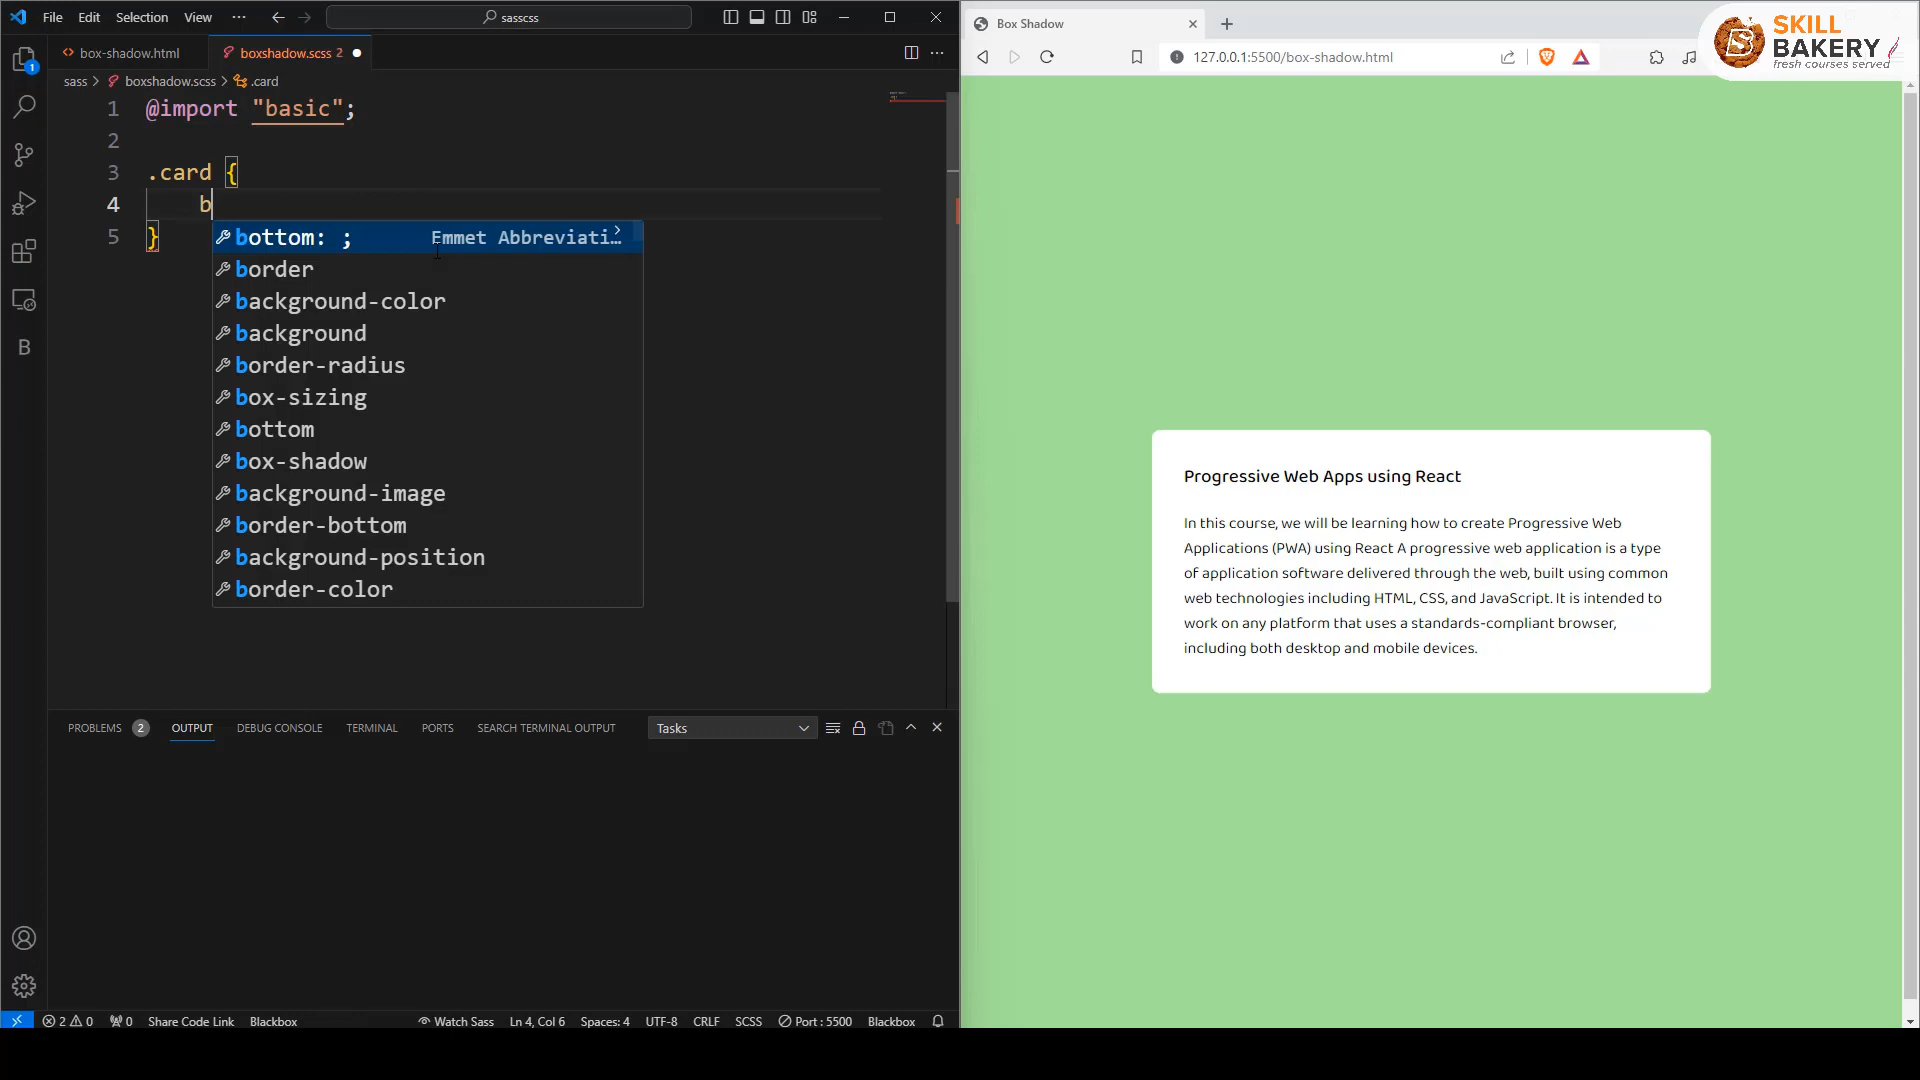 File Edit Selection View ··· sasscss
box-shadow.html boxshadow.scss 2
sass > boxshadow.scss > .card
1 @import "basic";
2
3 .card {
4 b
5 }
bottom: ; Emmet Abbreviati…
border
background-color
background
border-radius
box-sizing
bottom
box-shadow
background-image
border-bottom
background-position
border-color
1
B
PROBLEMS 2 OUTPUT DEBUG CONSOLE TERMINAL PORTS SEARCH TERMINAL OUTPUT Tasks
2 0 0 Share Code Link Blackbox Watch Sass Ln 4, Col 6 Spaces: 4 UTF-8 CRLF SCSS Port : 5500 Blackbox
Box Shadow
127.0.0.1:5500/box-shadow.html
SKILL
BAKERY
fresh courses served
Progressive Web Apps using React
In this course, we will be learning how to create Progressive Web
Applications (PWA) using React A progressive web application is a type
of application software delivered through the web, built using common
web technologies including HTML, CSS, and JavaScript. It is intended to
work on any platform that uses a standards-compliant browser,
including both desktop and mobile devices.